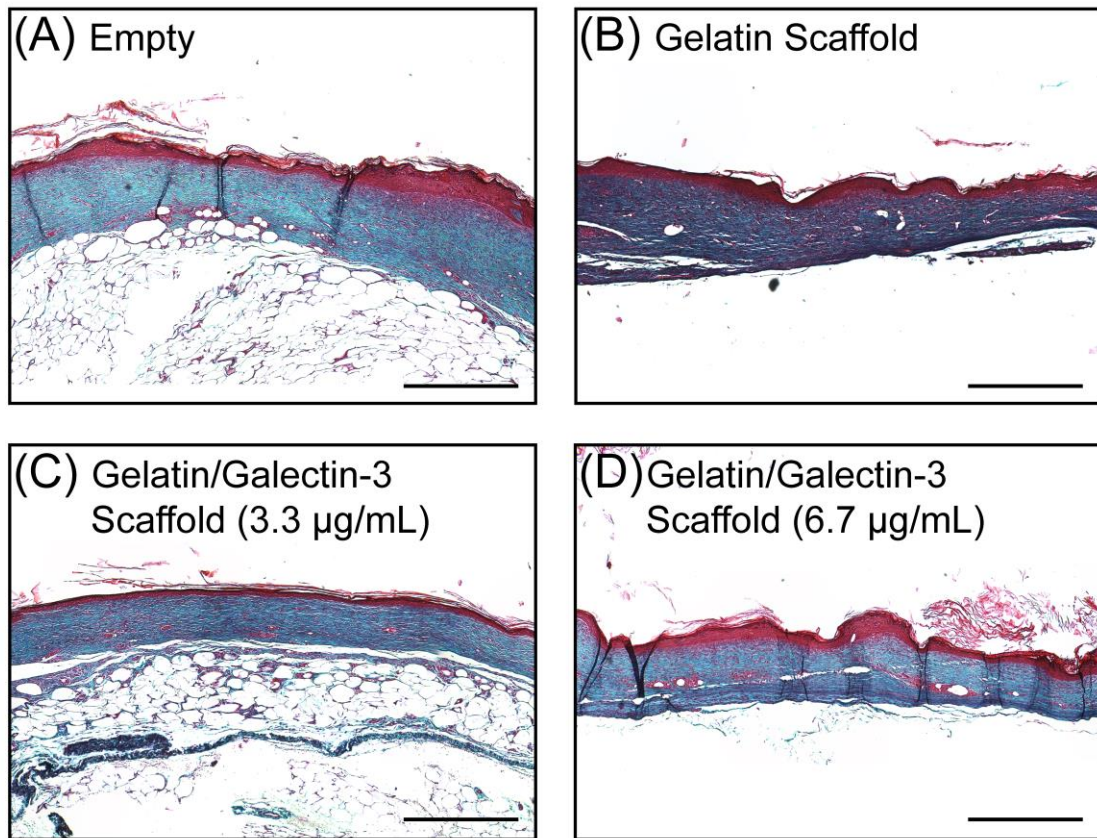 (A) Empty
(B) Gelatin Scaffold
(C) Gelatin/Galectin-3
Scaffold (3.3 µg/mL)
(D) Gelatin/Galectin-3
Scaffold (6.7 µg/mL)